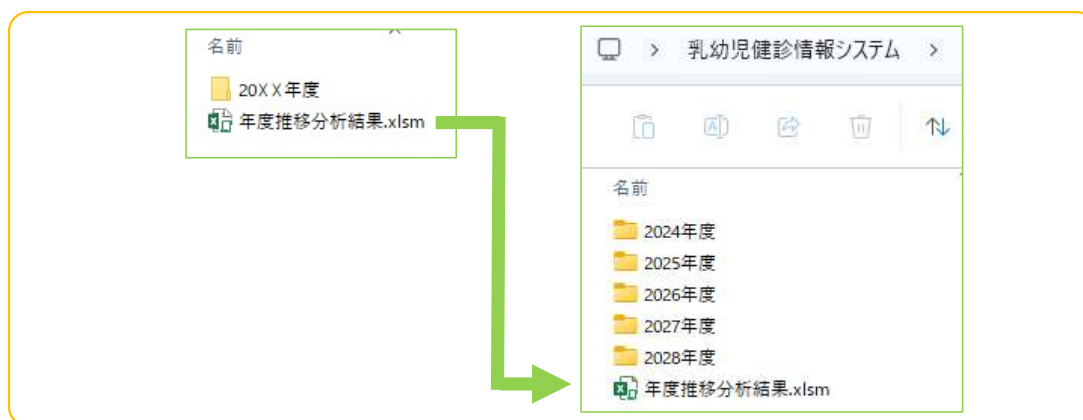 名前
20XX年度
年度推移分析結果.xlsm
乳幼児健診情報システム
名前
2024年度
2025年度
2026年度
2027年度
2028年度
年度推移分析結果.xlsm